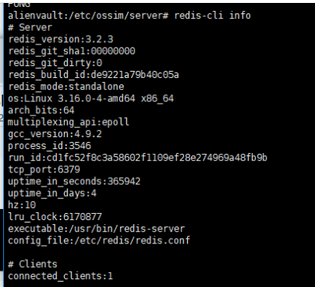 PONG
alienvault:/etc/ossim/server# redis-cli info
# Server
redis_version:3.2.3
redis_git_sha1:00000000
redis_git_dirty:0
redis_build_id:de9221a79b40c05a
redis_mode:standalone
os:Linux 3.16.0-4-amd64 x86_64
arch_bits:64
multiplexing_api:epoll
gcc_version:4.9.2
process_id:3546
run_id:cd1fc52f8c3a58602f1109ef28e274969a48fb9b
tcp_port:6379
uptime_in_seconds:365942
uptime_in_days:4
hz:10
lru_clock:6170877
executable:/usr/bin/redis-server
config_file:/etc/redis/redis.conf
# Clients
connected_clients:1